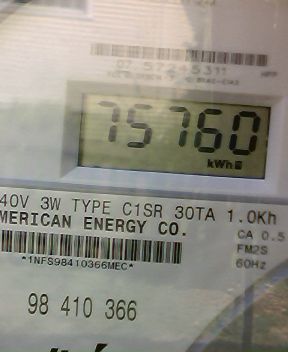 75760
kWh
40V 3W TYPE C1SR 30TA 1.0Kh
MERICAN ENERGY CO.
CA 0.5
FM2S
*1NFS98410366MEC*
60Hz
98 410 366